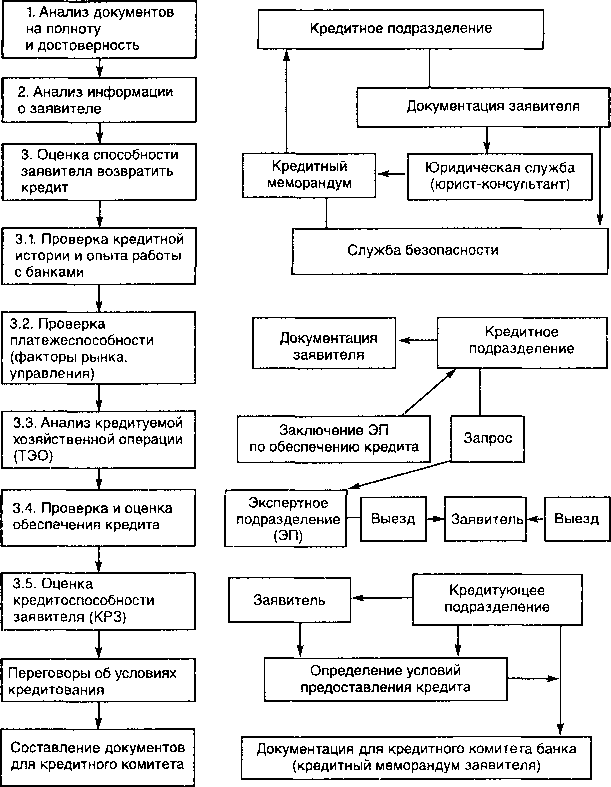 1. Анализ документов
на полноту
и достоверность
2. Анализ информации
о заявителе
3. Оценка способности
заявителя возвратить
кредит
3.1. Проверка кредитной
истории и опыта работы
с банками
3.2. Проверка
платежеспособности
(факторы рынка,
управления)
3.3. Анализ кредитуемой
хозяйственной операции
(ТЭО)
3.4. Проверка и оценка
обеспечения кредита
3.5. Оценка
кредитоспособности
заявителя (КРЗ)
Переговоры об условиях
кредитования
Составление документов
для кредитного комитета
Кредитное подразделение
Документация заявителя
Кредитный
меморандум
Юридическая служба
(юрист-консультант)
Служба безопасности
Документация
заявителя
Кредитное
подразделение
Заключение ЭП
по обеспечению кредита
Запрос
Экспертное
подразделение
(ЭП)
Выезд
Заявитель
Выезд
Заявитель
Кредитующее
подразделение
Определение условий
предоставления кредита
Документация для кредитного комитета банка
(кредитный меморандум заявителя)